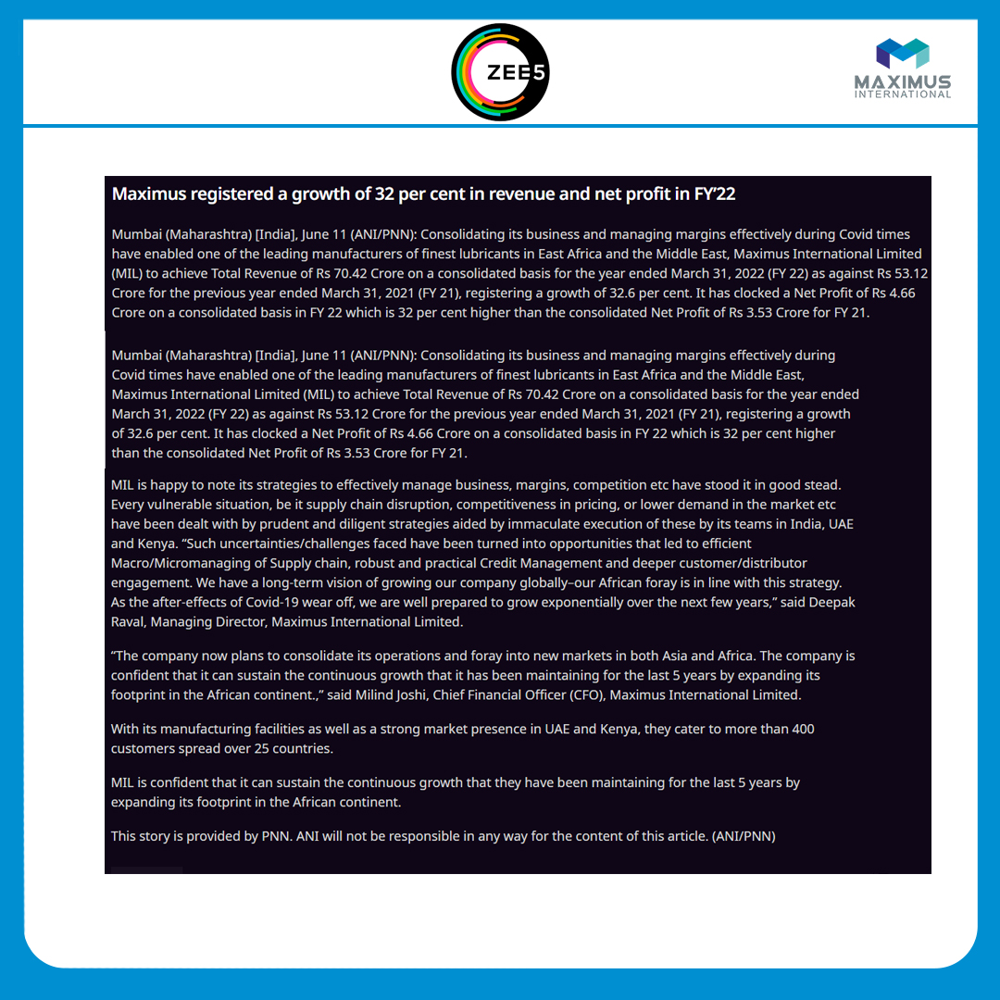 ZEE5
MAXIMUS
INTERNATIONAL
Maximus registered a growth of 32 per cent in revenue and net profit in FY'22
Mumbai (Maharashtra) [India], June 11 (ANI/PNN): Consolidating its business and managing margins effectively during Covid times
have enabled one of the leading manufacturers of finest lubricants in East Africa and the Middle East, Maximus International Limited
(MIL) to achieve Total Revenue of Rs 70.42 Crore on a consolidated basis for the year ended March 31, 2022 (FY 22) as against Rs 53.12
Crore for the previous year ended March 31, 2021 (FY 21), registering a growth of 32.6 per cent. It has clocked a Net Profit of Rs 4.66
Crore on a consolidated basis in FY 22 which is 32 per cent higher than the consolidated Net Profit of Rs 3.53 Crore for FY 21.
Mumbai (Maharashtra) [India], June 11 (ANI/PNN): Consolidating its business and managing margins effectively during
Covid times have enabled one of the leading manufacturers of finest lubricants in East Africa and the Middle East,
Maximus International Limited (MIL) to achieve Total Revenue of Rs 70.42 Crore on a consolidated basis for the year ended
March 31, 2022 (FY 22) as against Rs 53.12 Crore for the previous year ended March 31, 2021 (FY 21), registering a growth
of 32.6 per cent. It has clocked a Net Profit of Rs 4.66 Crore on a consolidated basis in FY 22 which is 32 per cent higher
than the consolidated Net Profit of Rs 3.53 Crore for FY 21.
MIL is happy to note its strategies to effectively manage business, margins, competition etc have stood it in good stead.
Every vulnerable situation, be it supply chain disruption, competitiveness in pricing, or lower demand in the market etc
have been dealt with by prudent and diligent strategies aided by immaculate execution of these by its teams in India, UAE
and Kenya. “Such uncertainties/challenges faced have been turned into opportunities that led to efficient
Macro/Micromanaging of Supply chain, robust and practical Credit Management and deeper customer/distributor
engagement. We have a long-term vision of growing our company globally–our African foray is in line with this strategy.
As the after-effects of Covid-19 wear off, we are well prepared to grow exponentially over the next few years,” said Deepak
Raval, Managing Director, Maximus International Limited.
“The company now plans to consolidate its operations and foray into new markets in both Asia and Africa. The company is
confident that it can sustain the continuous growth that it has been maintaining for the last 5 years by expanding its
footprint in the African continent.,” said Milind Joshi, Chief Financial Officer (CFO), Maximus International Limited.
With its manufacturing facilities as well as a strong market presence in UAE and Kenya, they cater to more than 400
customers spread over 25 countries.
MIL is confident that it can sustain the continuous growth that they have been maintaining for the last 5 years by
expanding its footprint in the African continent.
This story is provided by PNN. ANI will not be responsible in any way for the content of this article. (ANI/PNN)